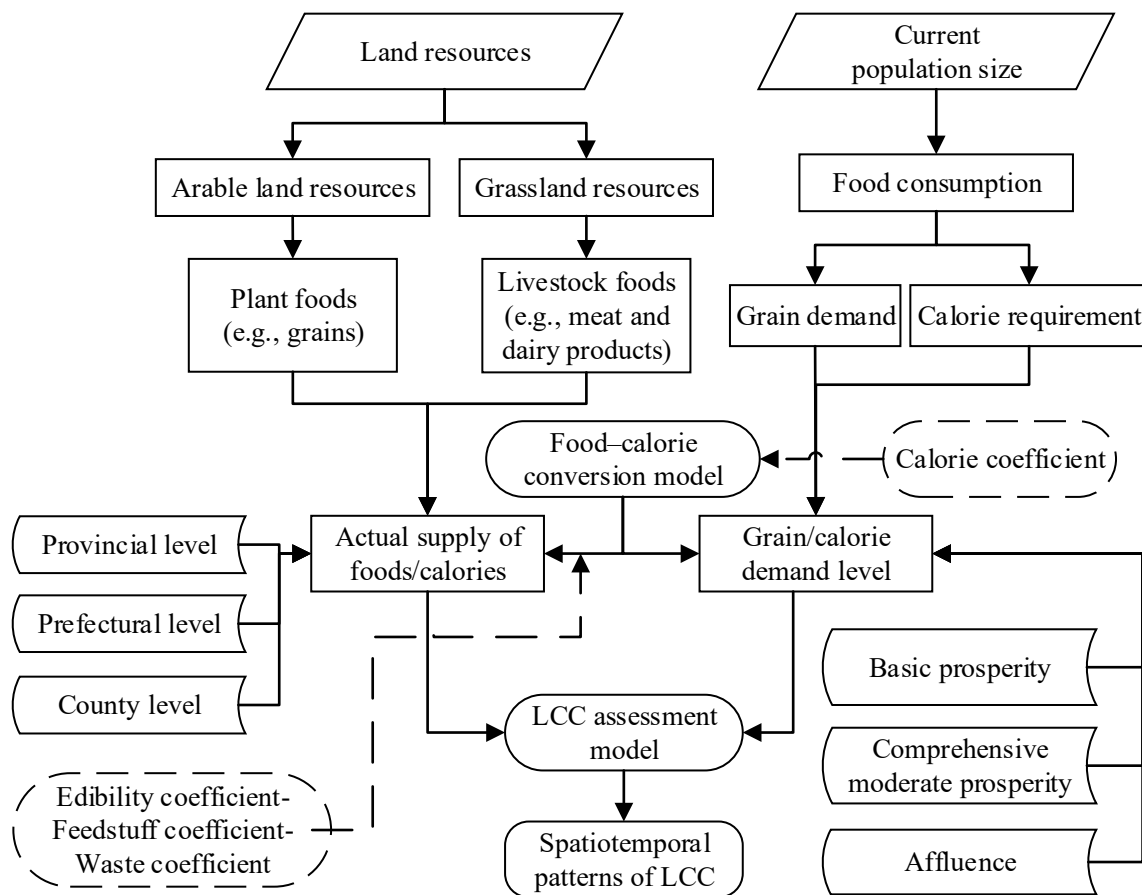 Land resources
Current
population size
Arable land resources
Grassland resources
Food consumption
Plant foods
(e.g., grains)
Livestock foods
(e.g., meat and
dairy products)
Grain demand
Calorie requirement
Food–calorie
conversion model
Calorie coefficient
Provincial level
Actual supply of
foods/calories
Grain/calorie
demand level
Prefectural level
County level
Basic prosperity
LCC assessment
model
Comprehensive
moderate prosperity
Edibility coefficient-
Feedstuff coefficient-
Waste coefficient
Spatiotemporal
patterns of LCC
Affluence